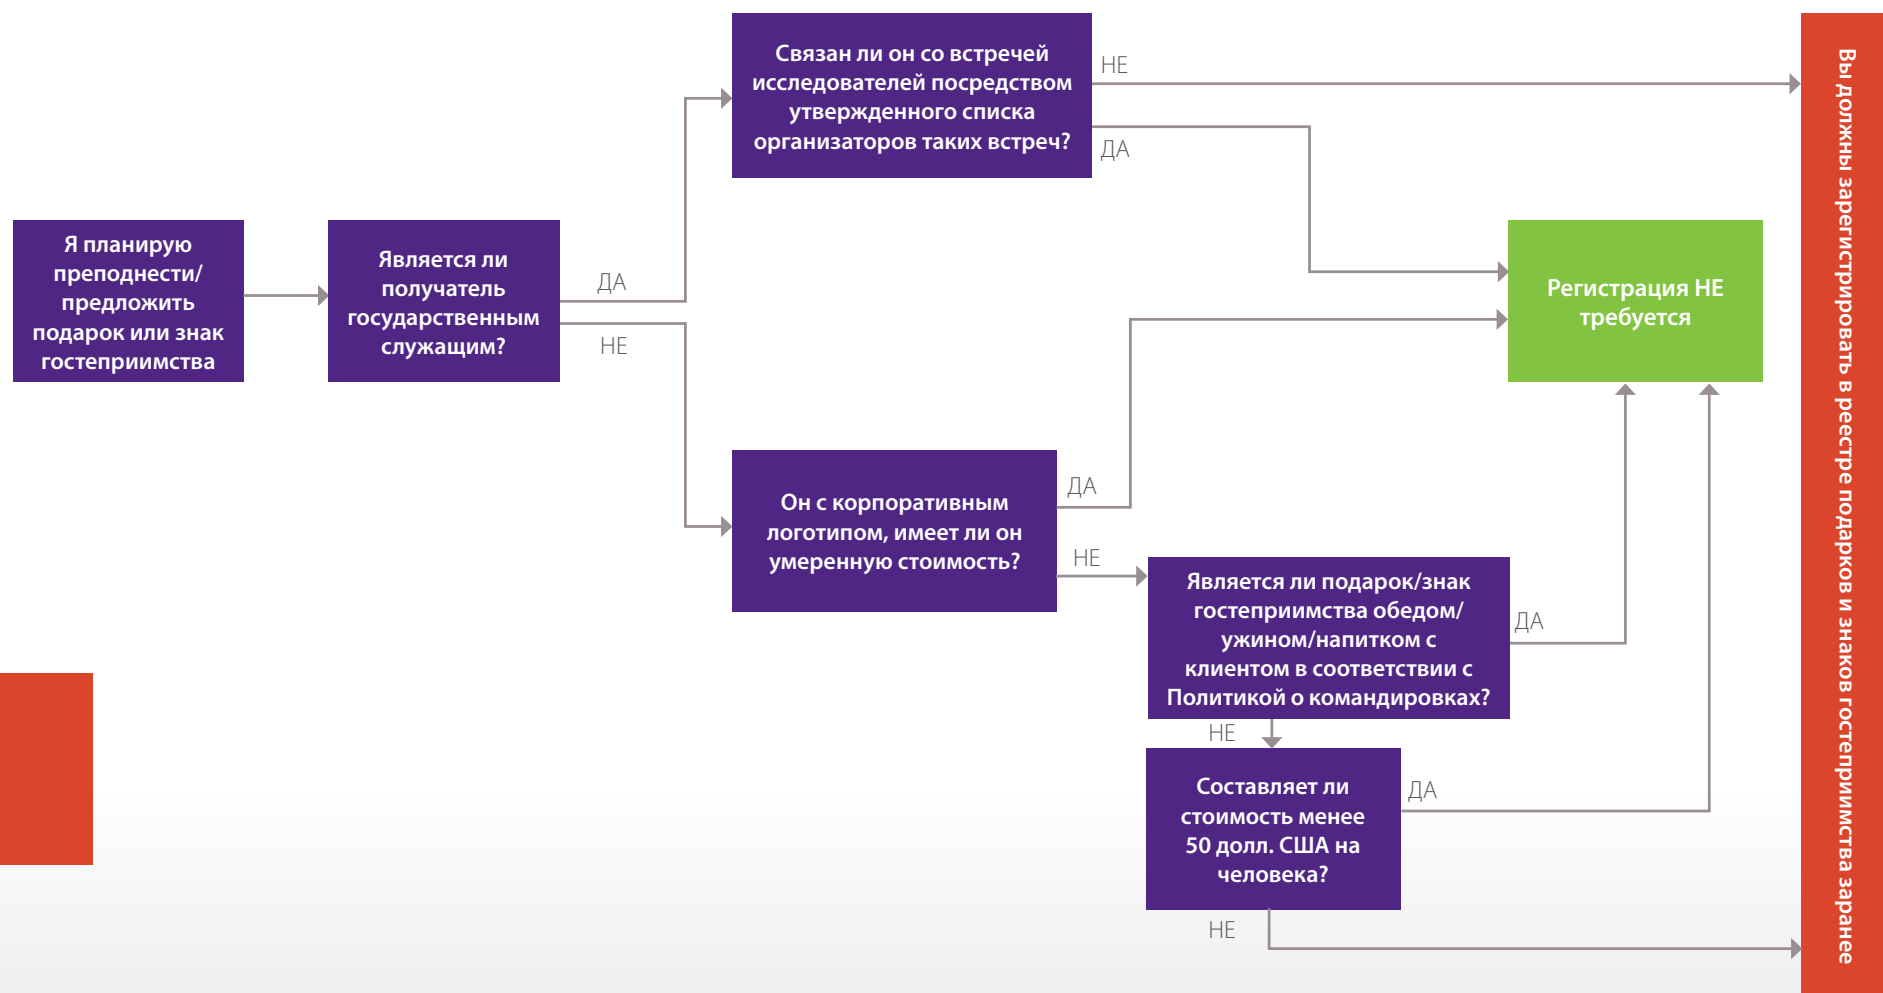 Я планирую
преподнести/
предложить
подарок или знак
гостеприимства
Является ли
получатель
государственным
служащим?
ДА
НЕ
Связан ли он со встречей
исследователей посредством
утвержденного списка
организаторов таких встреч?
НЕ
ДА
Регистрация НЕ
требуется
Он с корпоративным
логотипом, имеет ли он
умеренную стоимость?
ДА
НЕ
Является ли подарок/знак
гостеприимства обедом/
ужином/напитком с
клиентом в соответствии с
Политикой о командировках?
ДА
НЕ
Составляет ли
стоимость менее
50 долл. США на
человека?
ДА
НЕ
Вы должны зарегистрировать в реестре подарков и знаков гостеприимства заранее